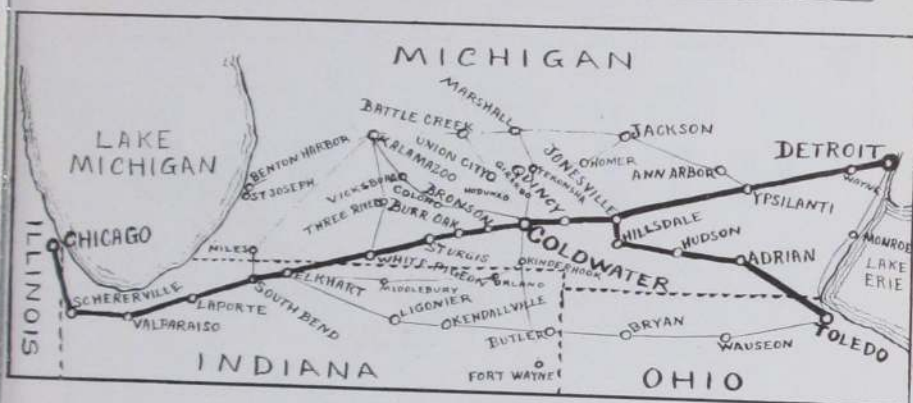 MICHIGAN
LAKE
MICHIGAN
ILLINOIS
CHICAGO
SCHERERVILLE
VALPARAISO
LAPORTE
NILES
SOUTH BEND
ELKHART
BENTON HARBOR
ST JOSEPH
KALAMAZOO
VICKSBURG
THREE RIVERS
COLON
BURR OAK
BRONSON
STURGIS
WHITE PIGEON
MIDDLEBURY
ORLAND
LIGONIER
KENDALLVILLE
BUTLER
FORT WAYNE
INDIANA
BATTLE CREEK
UNION CITY
MARSHALL
TEKONSHA
QUINCY
COLDWATER
KINDERHOOK
JONESVILLE
HOMER
JACKSON
ANN ARBOR
YPSILANTI
WAYNE
DETROIT
HILLSDALE
HUDSON
ADRIAN
MONROE
LAKE
ERIE
TOLEDO
BRYAN
WAUSEON
OHIO